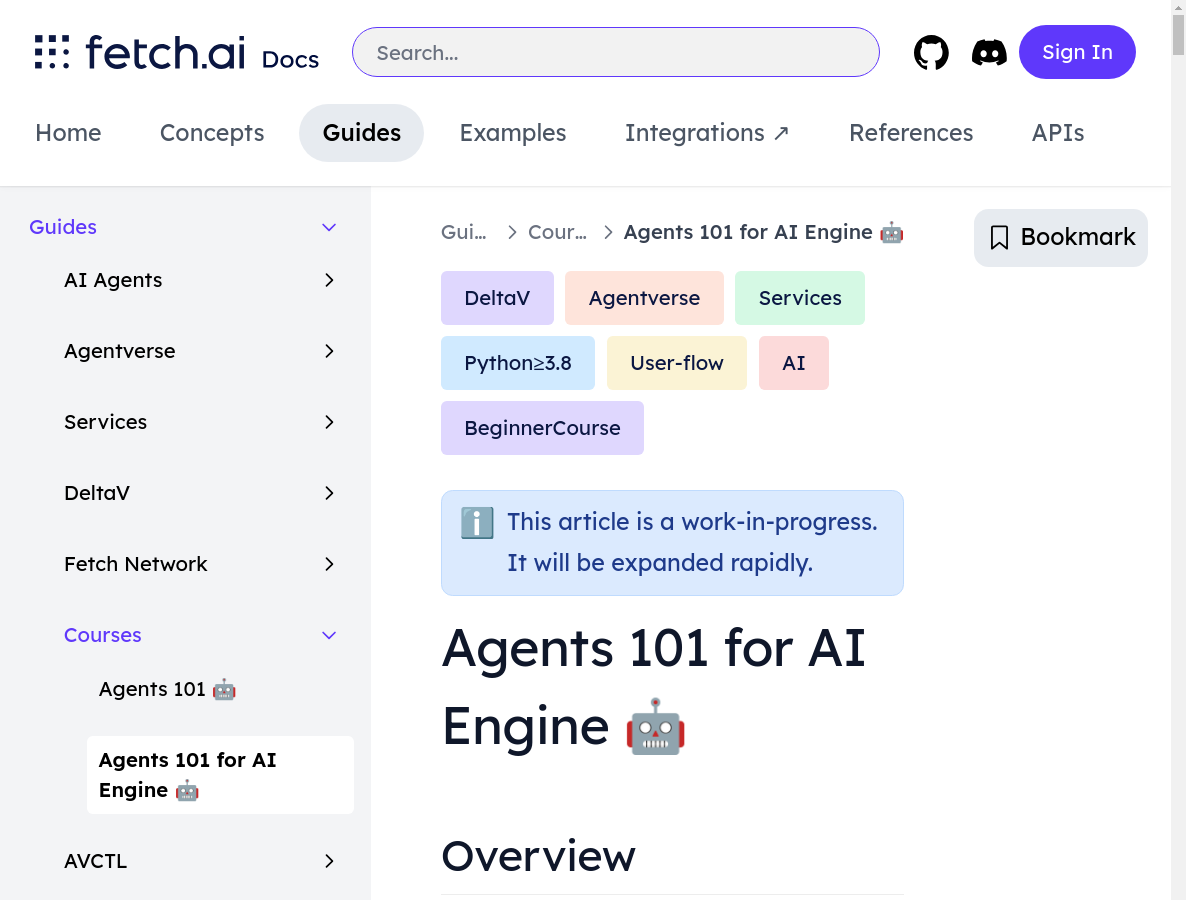 fetch.ai Docs
Search...
Sign In
Home Concepts Guides Examples Integrations ↗ References APIs
Guides
AI Agents
Agentverse
Services
DeltaV
Fetch Network
Courses
Agents 101 🤖
Agents 101 for AI
Engine 🤖
AVCTL
Gui... Cour... Agents 101 for AI Engine 🤖
Bookmark
DeltaV Agentverse Services
Python≥3.8 User-flow AI
BeginnerCourse
ℹ️ This article is a work-in-progress.
It will be expanded rapidly.
Agents 101 for AI
Engine 🤖
Overview